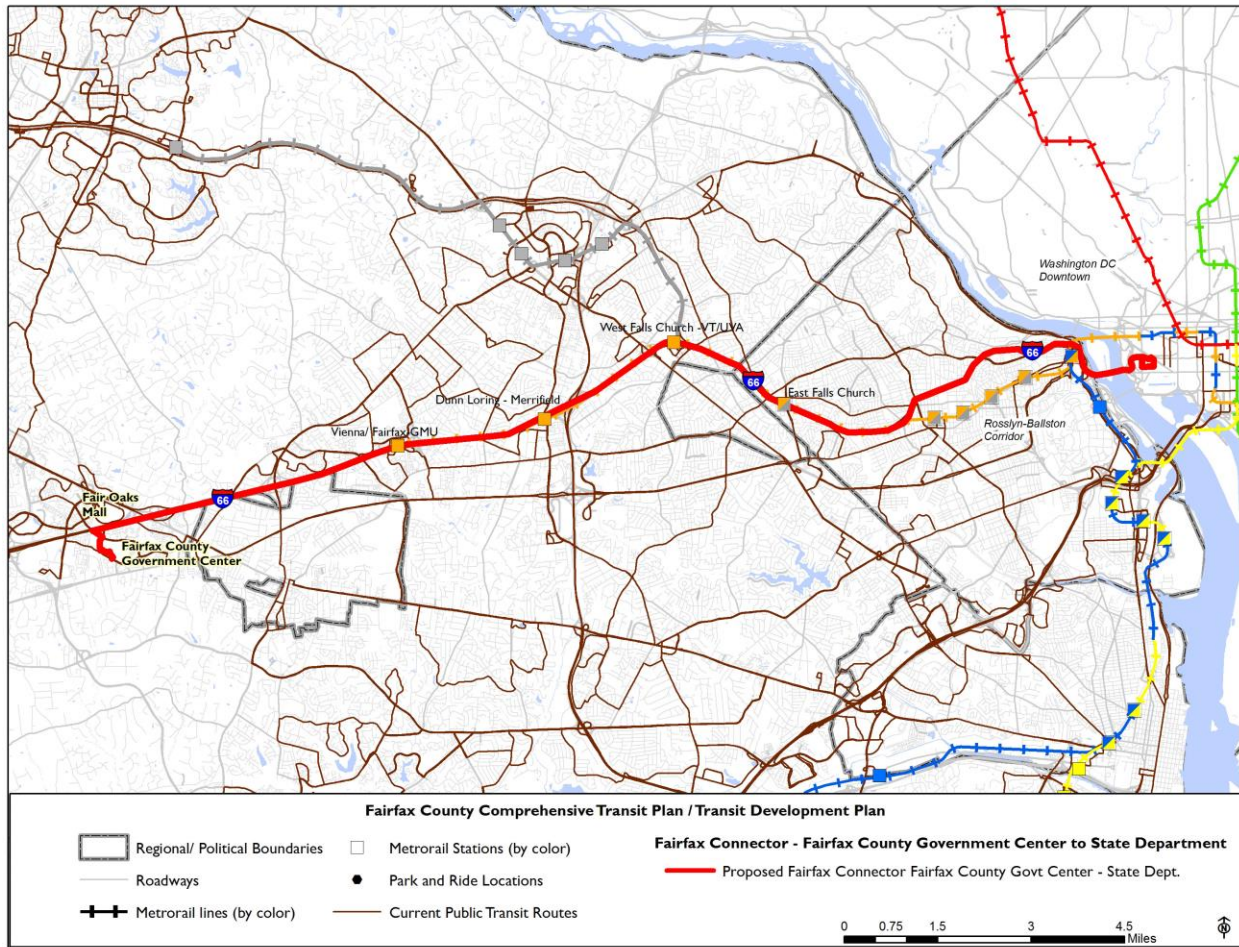 Washington DC
Downtown
66
West Falls Church -VT/UVA
66
East Falls Church
Dunn Loring - Merrifield
Rosslyn-Ballston
Corridor
Vienna/ Fairfax-GMU
66
Fair Oaks
Mall
Fairfax County
Government Center
Fairfax County Comprehensive Transit Plan / Transit Development Plan
Regional/ Political Boundaries
Metrorail Stations (by color)
Fairfax Connector - Fairfax County Government Center to State Department
Roadways
Park and Ride Locations
Proposed Fairfax Connector Fairfax County Govt Center - State Dept.
Metrorail lines (by color)
Current Public Transit Routes
0 0.75 1.5 3 4.5
Miles
N